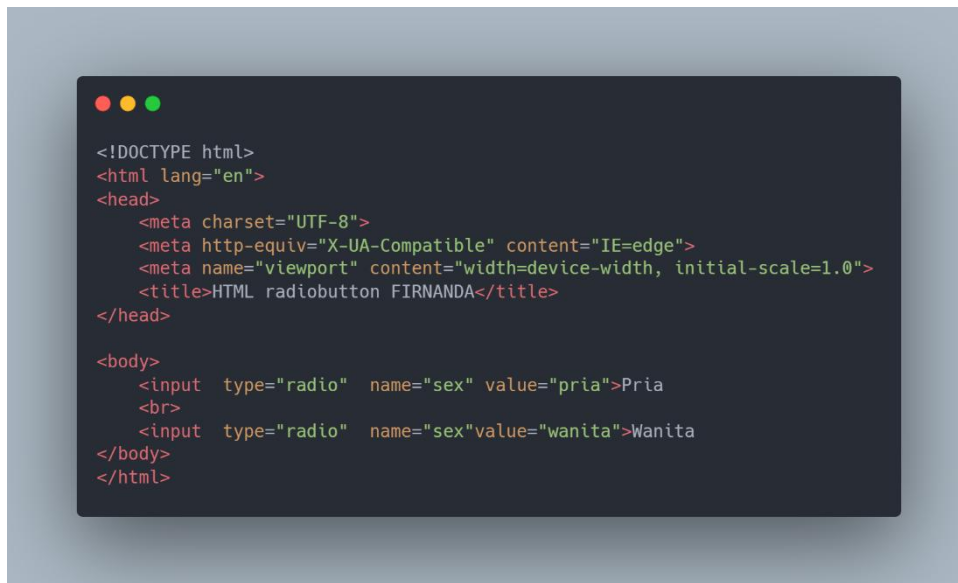 <!DOCTYPE html>
<html lang="en">
<head>
    <meta charset="UTF-8">
    <meta http-equiv="X-UA-Compatible" content="IE=edge">
    <meta name="viewport" content="width=device-width, initial-scale=1.0">
    <title>HTML radiobutton FIRNANDA</title>
</head>

<body>
    <input  type="radio"  name="sex" value="pria">Pria
    <br>
    <input  type="radio"  name="sex"value="wanita">Wanita
</body>
</html>